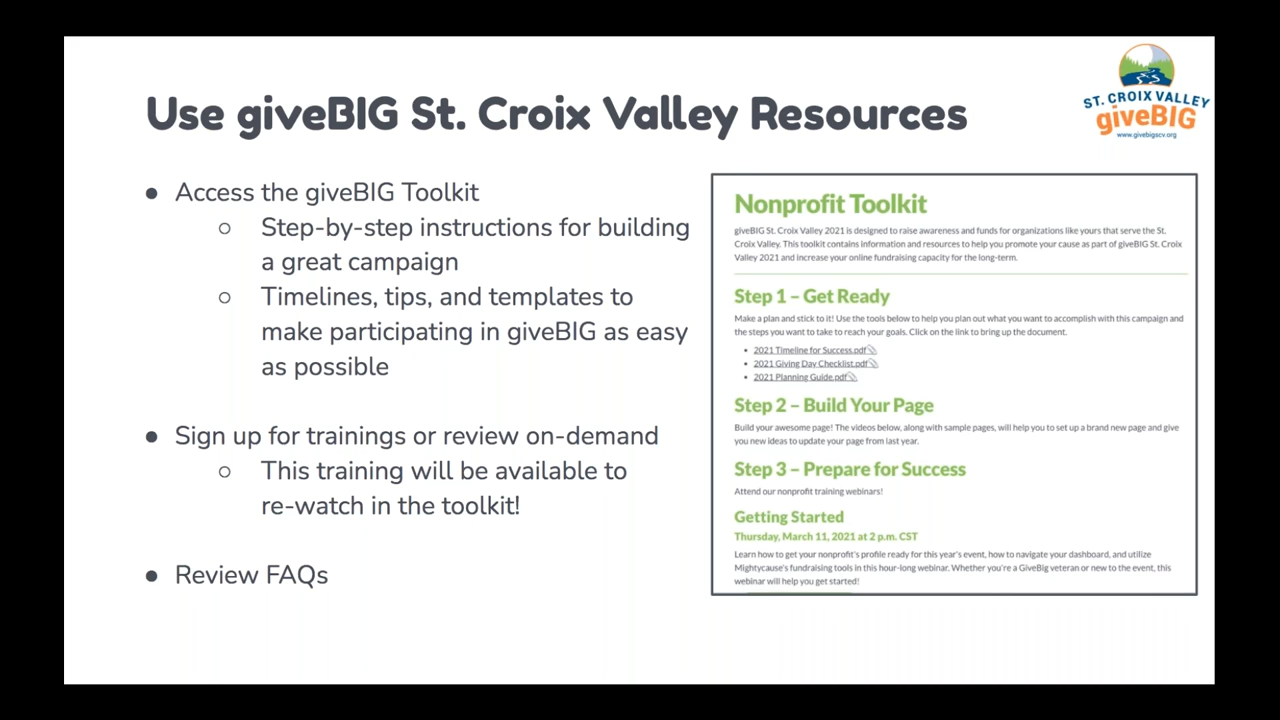 Use giveBIG St. Croix Valley Resources
ST. CROIX VALLEY
giveBIG
www.givebigscv.org
● Access the giveBIG Toolkit
○ Step-by-step instructions for building
a great campaign
○ Timelines, tips, and templates to
make participating in giveBIG as easy
as possible
● Sign up for trainings or review on-demand
○ This training will be available to
re-watch in the toolkit!
● Review FAQs
Nonprofit Toolkit
giveBIG St. Croix Valley 2021 is designed to raise awareness and funds for organizations like yours that serve the St.
Croix Valley. This toolkit contains information and resources to help you promote your cause as part of giveBIG St. Croix
Valley 2021 and increase your online fundraising capacity for the long-term.
Step 1 – Get Ready
Make a plan and stick to it! Use the tools below to help you plan out what you want to accomplish with this campaign and
the steps you want to take to reach your goals. Click on the link to bring up the document.
• 2021 Timeline for Success.pdf
• 2021 Giving Day Checklist.pdf
• 2021 Planning Guide.pdf
Step 2 – Build Your Page
Build your awesome page! The videos below, along with sample pages, will help you to set up a brand new page and give
you new ideas to update your page from last year.
Step 3 – Prepare for Success
Attend our nonprofit training webinars!
Getting Started
Thursday, March 11, 2021 at 2 p.m. CST
Learn how to get your nonprofit's profile ready for this year's event, how to navigate your dashboard, and utilize
Mightycause's fundraising tools in this hour-long webinar. Whether you're a GiveBig veteran or new to the event, this
webinar will help you get started!